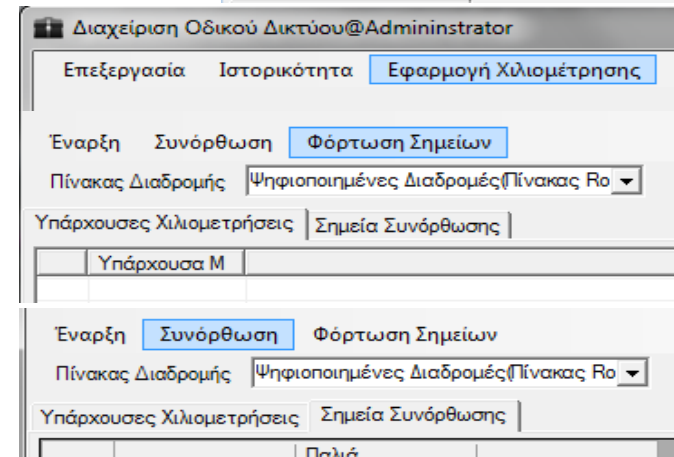 Διαχείριση Οδικού Δικτύου@Admininstrator
Επεξεργασία Ιστορικότητα Εφαρμογή Χιλιομέτρησης
Έναρξη Συνόρθωση Φόρτωση Σημείων
Πίνακας Διαδρομής Ψηφιοποιημένες Διαδρομές(Πίνακας Ro
Υπάρχουσες Χιλιομετρήσεις Σημεία Συνόρθωσης
Υπάρχουσα Μ
Έναρξη Συνόρθωση Φόρτωση Σημείων
Πίνακας Διαδρομής Ψηφιοποιημένες Διαδρομές(Πίνακας Ro
Υπάρχουσες Χιλιομετρήσεις Σημεία Συνόρθωσης
Παλιά